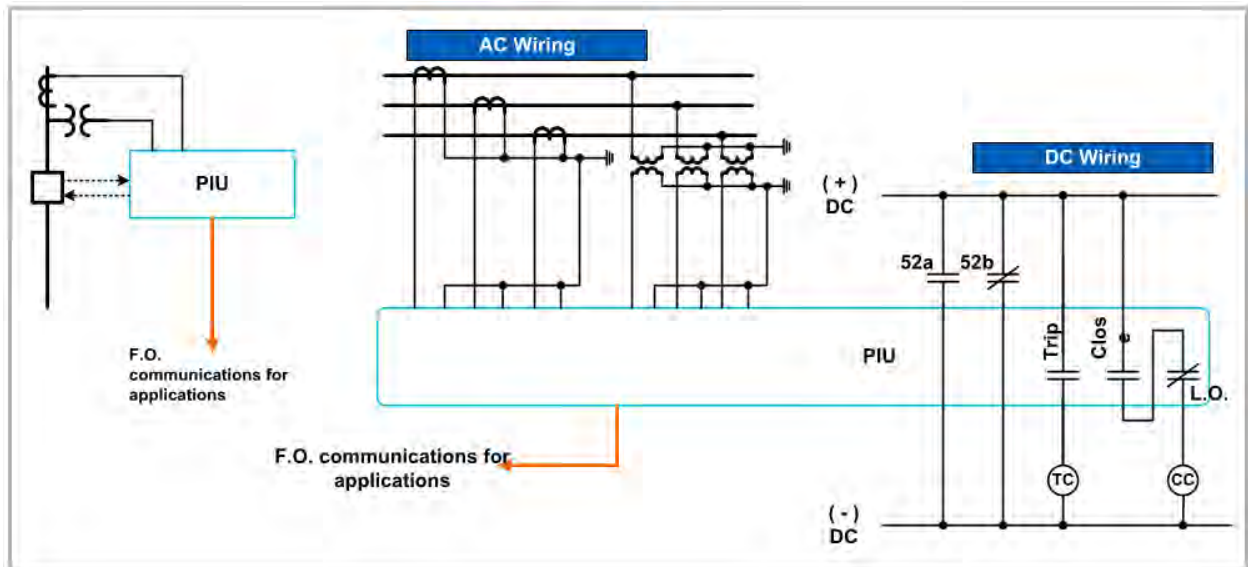 AC Wiring
PIU
F.O.
communications for
applications
DC Wiring
( + )
DC
52a
52b
Trip
Clos
e
L.O.
PIU
F.O. communications for
applications
TC
CC
( - )
DC